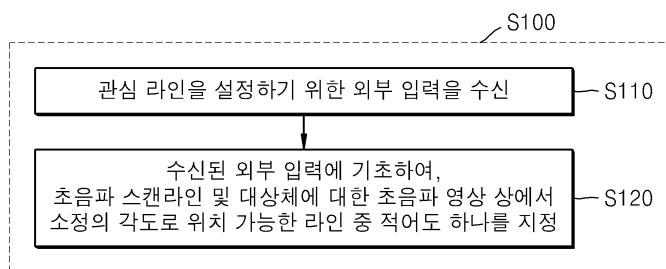 S100
관심 라인을 설정하기 위한 외부 입력을 수신
S110
수신된 외부 입력에 기초하여,
초음파 스캔라인 및 대상체에 대한 초음파 영상 상에서
소정의 각도로 위치 가능한 라인 중 적어도 하나를 지정
S120